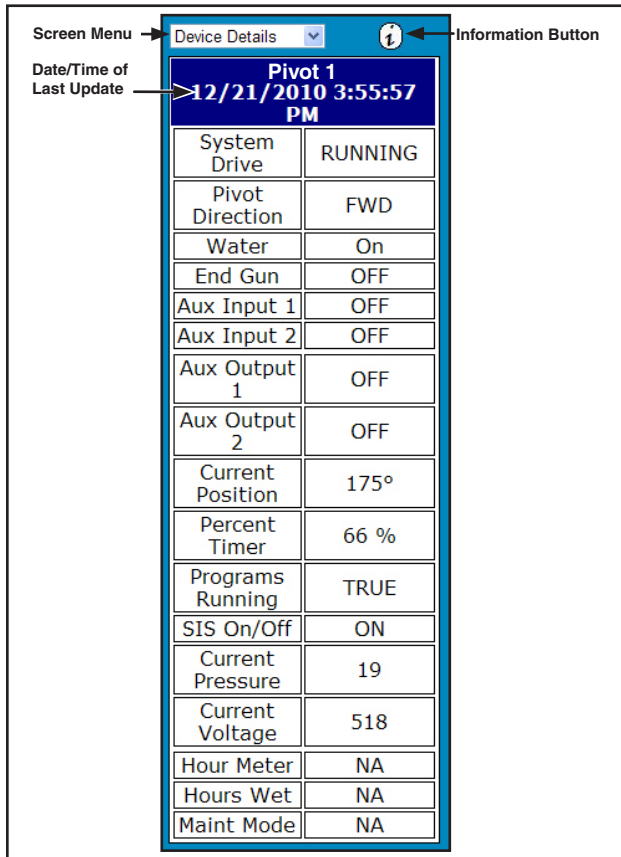 Screen Menu
Device Details
Information Button
Date/Time of
Last Update
Pivot 1
12/21/2010 3:55:57
PM
System
Drive
RUNNING
Pivot
Direction
FWD
Water
On
End Gun
OFF
Aux Input 1
OFF
Aux Input 2
OFF
Aux Output
1
OFF
Aux Output
2
OFF
Current
Position
175°
Percent
Timer
66 %
Programs
Running
TRUE
SIS On/Off
ON
Current
Pressure
19
Current
Voltage
518
Hour Meter
NA
Hours Wet
NA
Maint Mode
NA